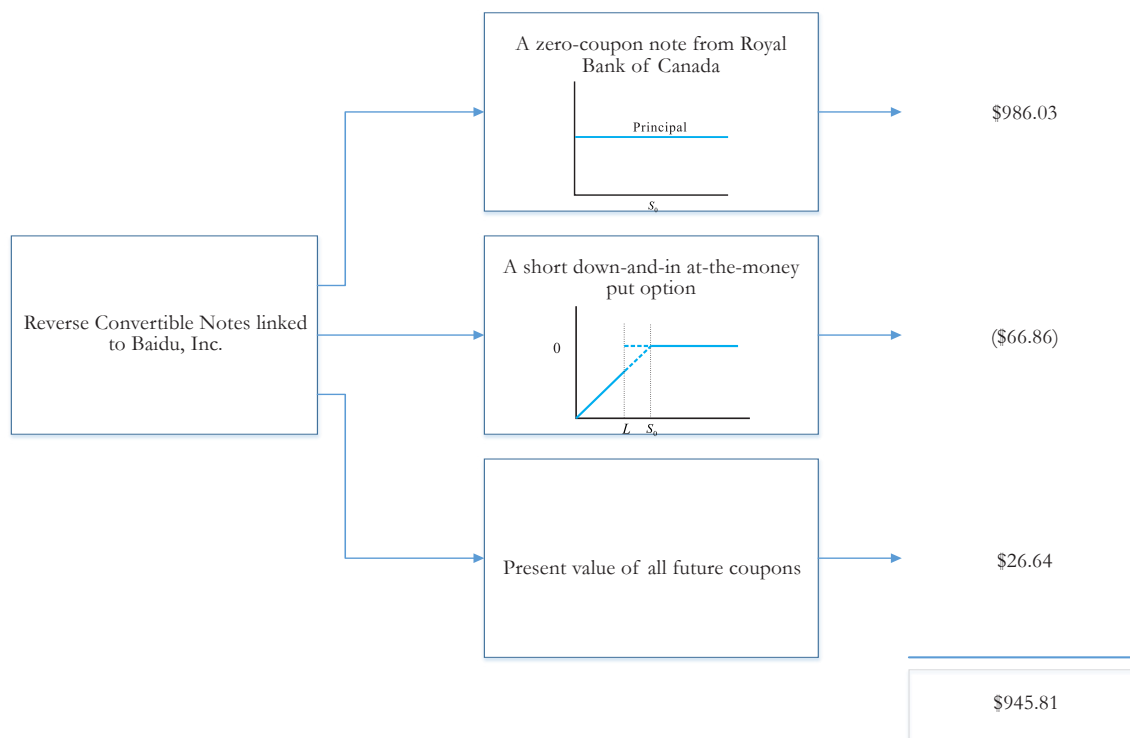 A zero-coupon note from Royal
Bank of Canada
Principal
S₀
$986.03
Reverse Convertible Notes linked
to Baidu, Inc.
A short down-and-in at-the-money
put option
0
L S₀
($66.86)
Present value of all future coupons
$26.64
$945.81